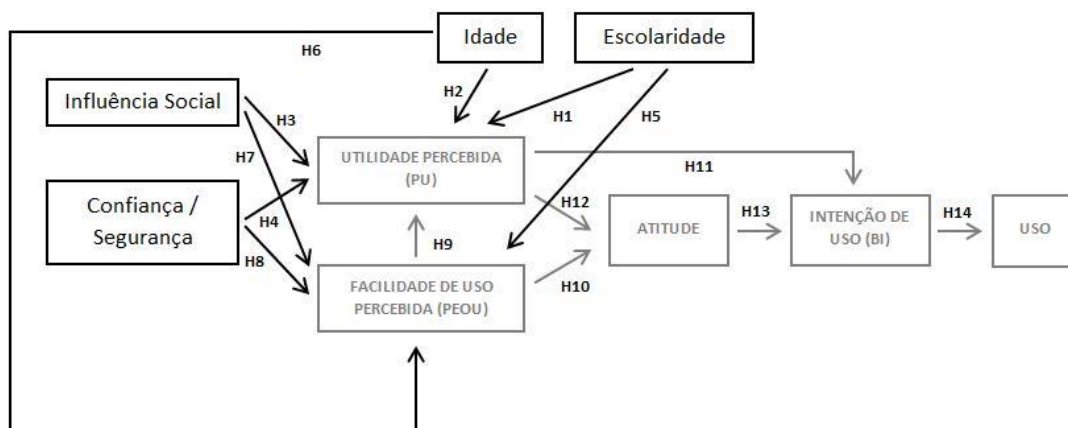 Idade
Escolaridade
H6
Influência Social
H2
H3
H1
H5
H7
UTILIDADE PERCEBIDA
(PU)
H11
Confiança /
Segurança
H4
H12
H8
H9
ATITUDE
H13
INTENÇÃO DE
USO (BI)
H14
USO
FACILIDADE DE USO
PERCEBIDA (PEOU)
H10